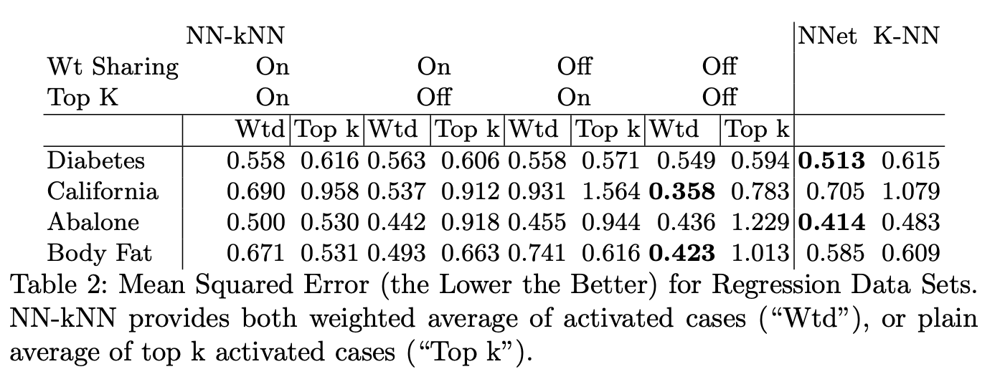 NN-kNN NNet K-NN
Wt Sharing On On Off Off
Top K On Off On Off
Wtd Top k Wtd Top k Wtd Top k Wtd Top k
Diabetes 0.558 0.616 0.563 0.606 0.558 0.571 0.549 0.594 0.513 0.615
California 0.690 0.958 0.537 0.912 0.931 1.564 0.358 0.783 0.705 1.079
Abalone 0.500 0.530 0.442 0.918 0.455 0.944 0.436 1.229 0.414 0.483
Body Fat 0.671 0.531 0.493 0.663 0.741 0.616 0.423 1.013 0.585 0.609
Table 2: Mean Squared Error (the Lower the Better) for Regression Data Sets.
NN-kNN provides both weighted average of activated cases (“Wtd”), or plain
average of top k activated cases (“Top k”).